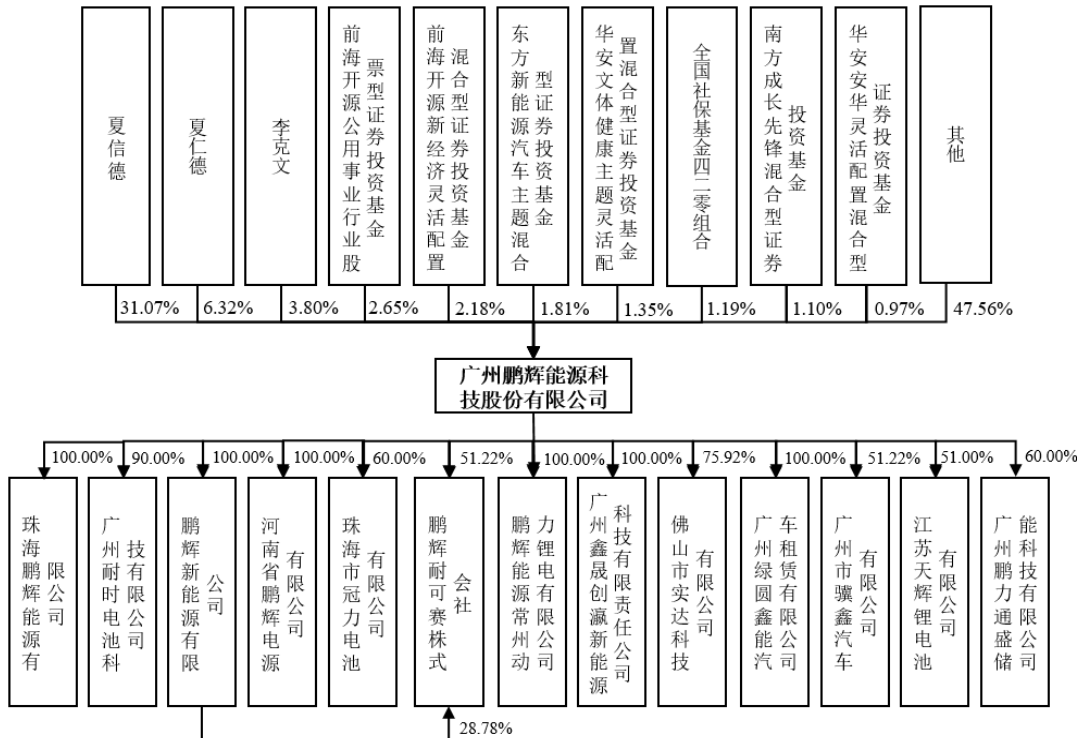 夏信德
夏仁德
李克文
前海开源公用事业行业股
票型证券投资基金
前海开源新经济灵活配置
混合型证券投资基金
东方新能源汽车主题混合
型证券投资基金
华安文体健康主题灵活配
置混合型证券投资基金
全国社保基金四二零组合
南方成长先锋混合型证券
投资基金
华安安华灵活配置混合型
证券投资基金
其他
31.07%
6.32%
3.80%
2.65%
2.18%
1.81%
1.35%
1.19%
1.10%
0.97%
47.56%
广州鹏辉能源科
技股份有限公司
100.00%
90.00%
100.00%
100.00%
60.00%
51.22%
100.00%
100.00%
75.92%
100.00%
51.22%
51.00%
60.00%
珠海鹏辉能源有
限公司
广州耐时电池科
技有限公司
鹏辉新能源有限
公司
河南省鹏辉电源
有限公司
珠海市冠力电池
有限公司
鹏辉耐可赛株式
会社
鹏辉能源常州动
力锂电有限公司
广州鑫晟创瀛新能源
科技有限责任公司
佛山市实达科技
有限公司
广州绿圆鑫能汽
车租赁有限公司
广州市骥鑫汽车
有限公司
江苏天辉锂电池
有限公司
广州鹏力通盛储
能科技有限公司
28.78%